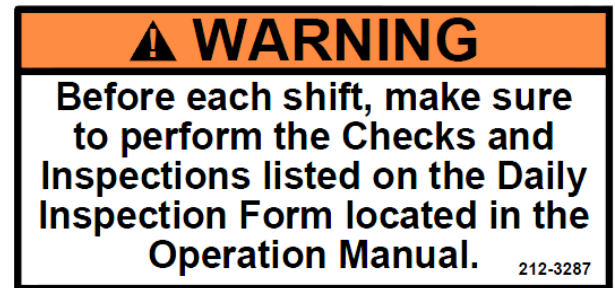 WARNING
Before each shift, make sure
to perform the Checks and
Inspections listed on the Daily
Inspection Form located in the
Operation Manual.
212-3287